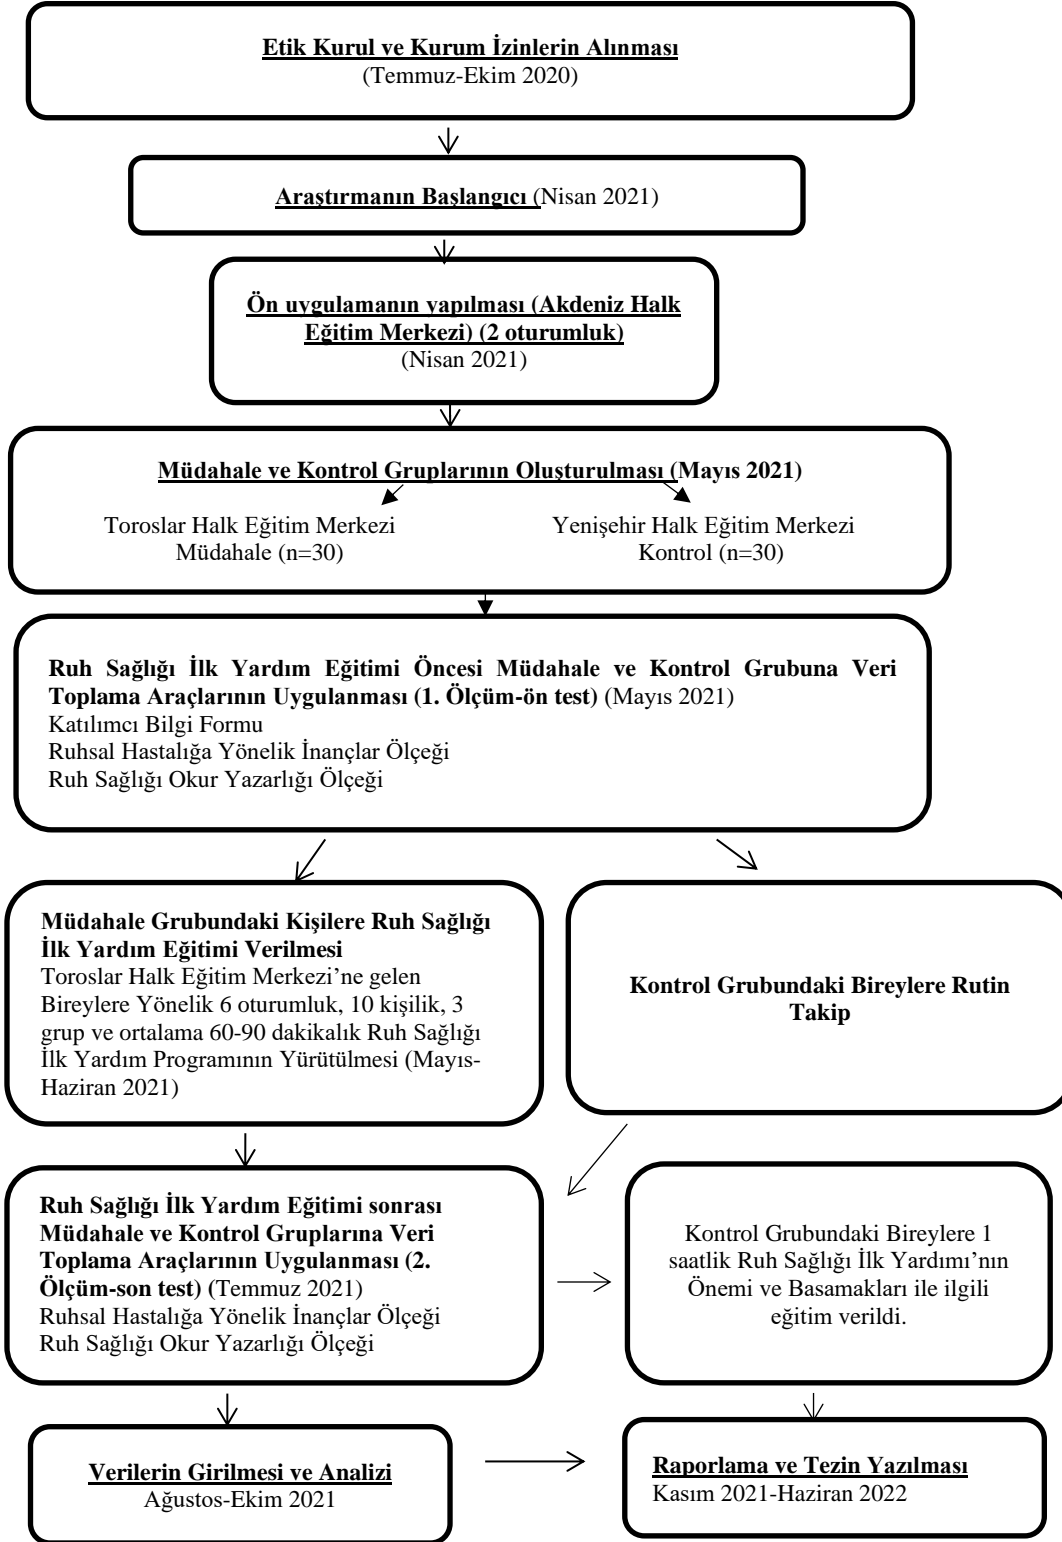 Etik Kurul ve Kurum İzinlerin Alınması
(Temmuz-Ekim 2020)
Araştırmanın Başlangıcı (Nisan 2021)
Ön uygulamanın yapılması (Akdeniz Halk
Eğitim Merkezi) (2 oturumluk)
(Nisan 2021)
Müdahale ve Kontrol Gruplarının Oluşturulması (Mayıs 2021)
Toroslar Halk Eğitim Merkezi
Müdahale (n=30)
Yenişehir Halk Eğitim Merkezi
Kontrol (n=30)
Ruh Sağlığı İlk Yardım Eğitimi Öncesi Müdahale ve Kontrol Grubuna Veri
Toplama Araçlarının Uygulanması (1. Ölçüm-ön test) (Mayıs 2021)
Katılımcı Bilgi Formu
Ruhsal Hastalığa Yönelik İnançlar Ölçeği
Ruh Sağlığı Okur Yazarlığı Ölçeği
Müdahale Grubundaki Kişilere Ruh Sağlığı
İlk Yardım Eğitimi Verilmesi
Toroslar Halk Eğitim Merkezi’ne gelen
Bireylere Yönelik 6 oturumluk, 10 kişilik, 3
grup ve ortalama 60-90 dakikalık Ruh Sağlığı
İlk Yardım Programının Yürütülmesi (Mayıs-
Haziran 2021)
Kontrol Grubundaki Bireylere Rutin
Takip
Ruh Sağlığı İlk Yardım Eğitimi sonrası
Müdahale ve Kontrol Gruplarına Veri
Toplama Araçlarının Uygulanması (2.
Ölçüm-son test) (Temmuz 2021)
Ruhsal Hastalığa Yönelik İnançlar Ölçeği
Ruh Sağlığı Okur Yazarlığı Ölçeği
Kontrol Grubundaki Bireylere 1
saatlik Ruh Sağlığı İlk Yardımı’nın
Önemi ve Basamakları ile ilgili
eğitim verildi.
Verilerin Girilmesi ve Analizi
Ağustos-Ekim 2021
Raporlama ve Tezin Yazılması
Kasım 2021-Haziran 2022